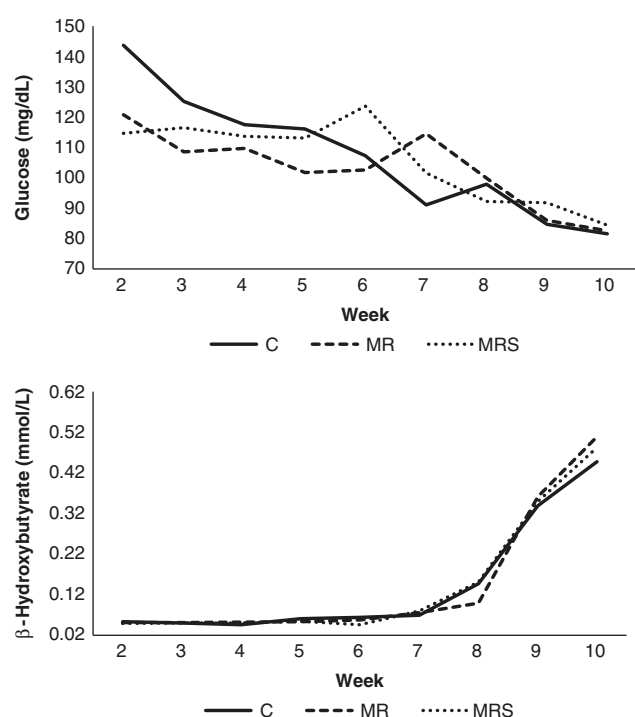 150
140
130
120
110
100
90
80
70
Glucose (mg/dL)
2 3 4 5 6 7 8 9 10
Week
C MR MRS
0.62
0.52
0.42
0.32
0.22
0.12
0.02
β-Hydroxybutyrate (mmol/L)
2 3 4 5 6 7 8 9 10
Week
C MR MRS